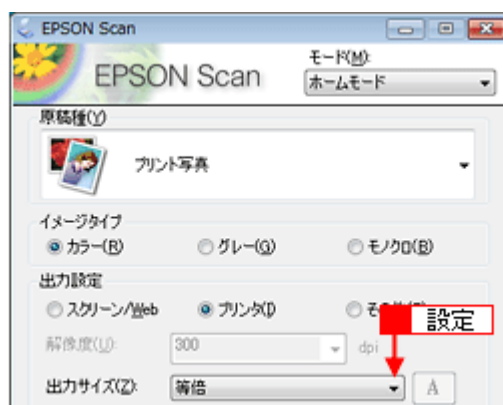 EPSON Scan
EPSON Scan
モード(M):
ホームモード
原稿種(Y)
プリント写真
イメージタイプ
カラー(R) グレー(G) モノクロ(B)
出力設定
スクリーン/Web プリンタ(I)
設定
解像度(U): 300 dpi
出力サイズ(Z): 等倍 A